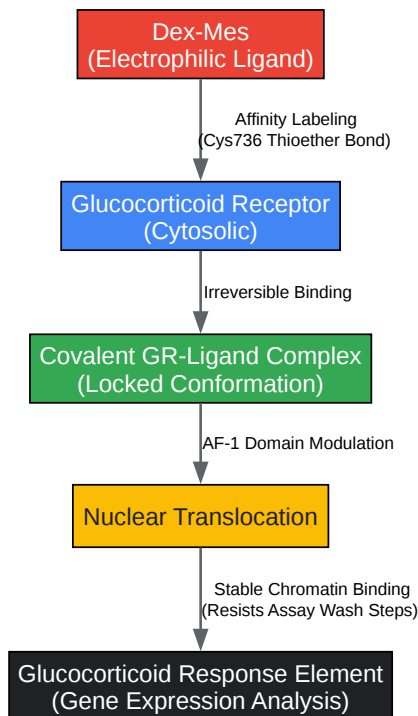 Dex-Mes
(Electrophilic Ligand)
Affinity Labeling
(Cys736 Thioether Bond)
Glucocorticoid Receptor
(Cytosolic)
Irreversible Binding
Covalent GR-Ligand Complex
(Locked Conformation)
AF-1 Domain Modulation
Nuclear Translocation
Stable Chromatin Binding
(Resists Assay Wash Steps)
Glucocorticoid Response Element
(Gene Expression Analysis)